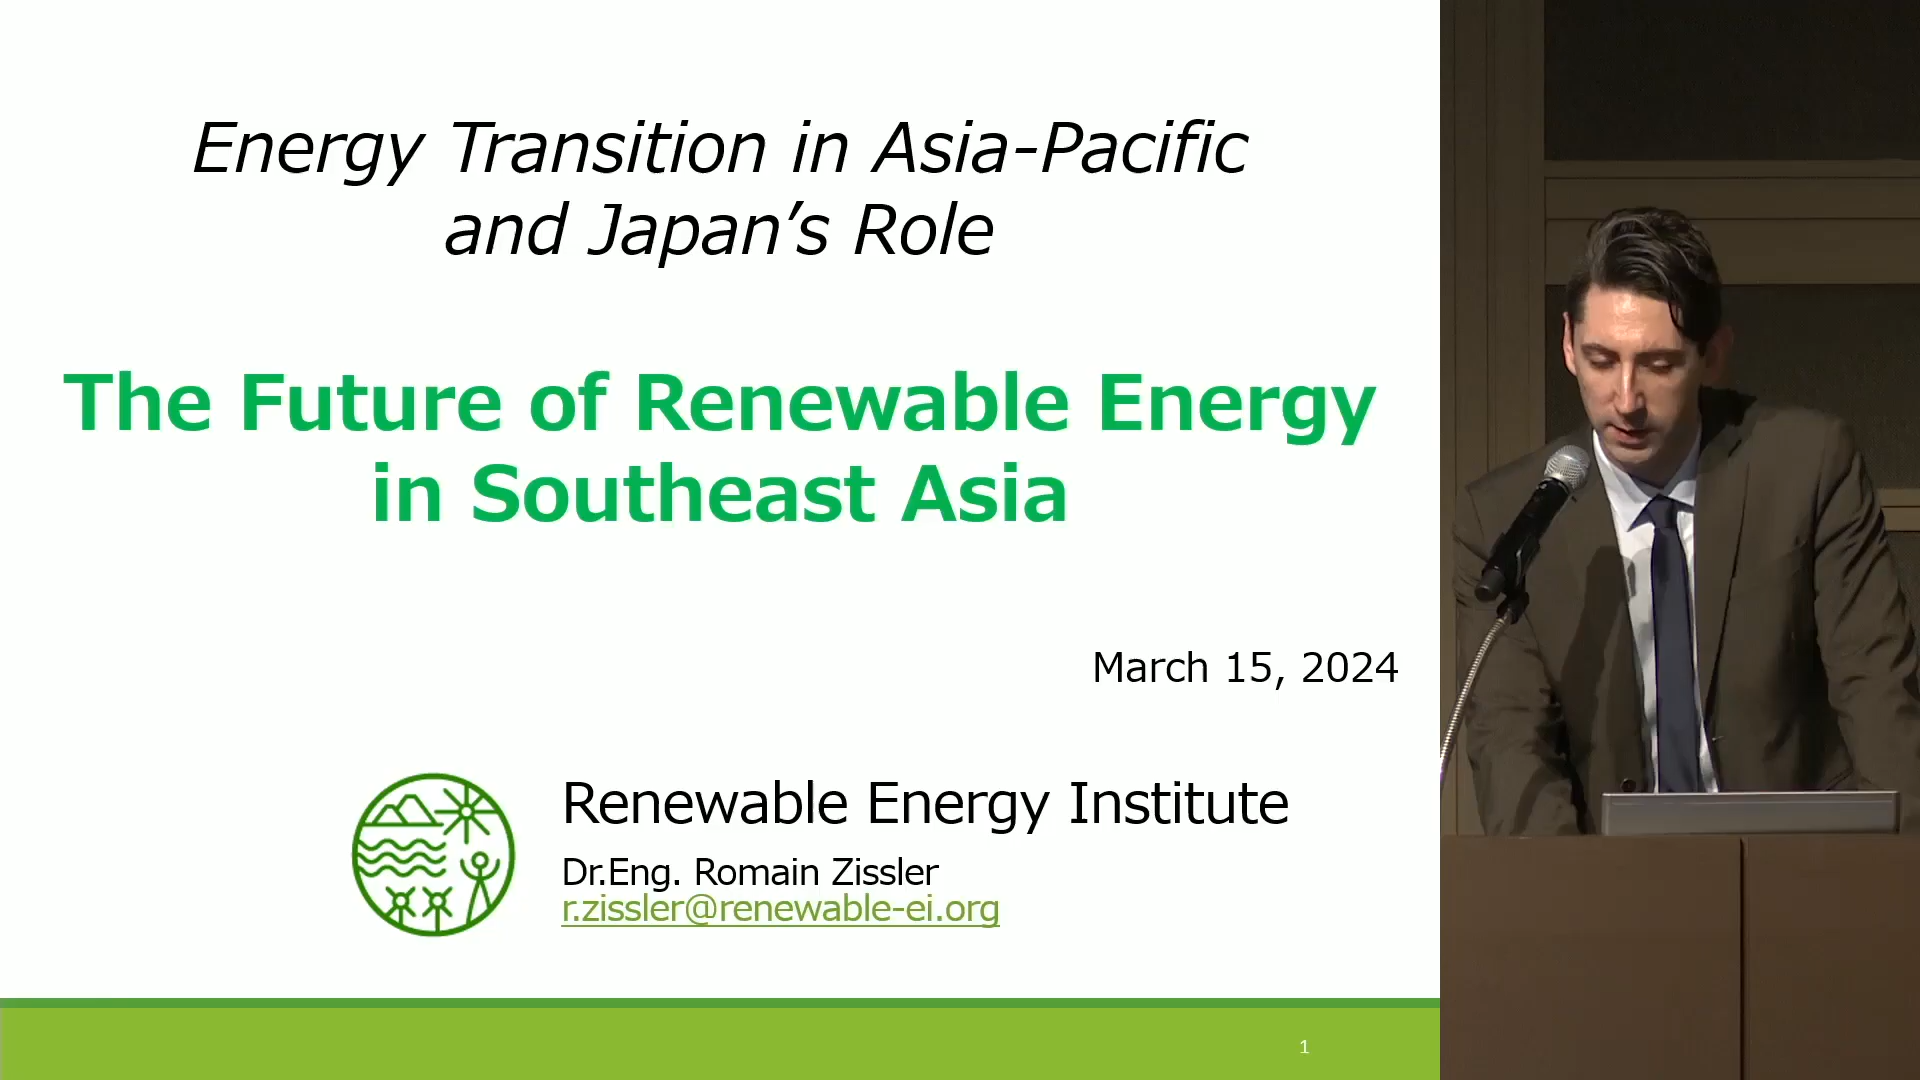 Energy Transition in Asia-Pacific
and Japan’s Role
The Future of Renewable Energy
in Southeast Asia
March 15, 2024
Renewable Energy Institute
Dr.Eng. Romain Zissler
r.zissler@renewable-ei.org
1